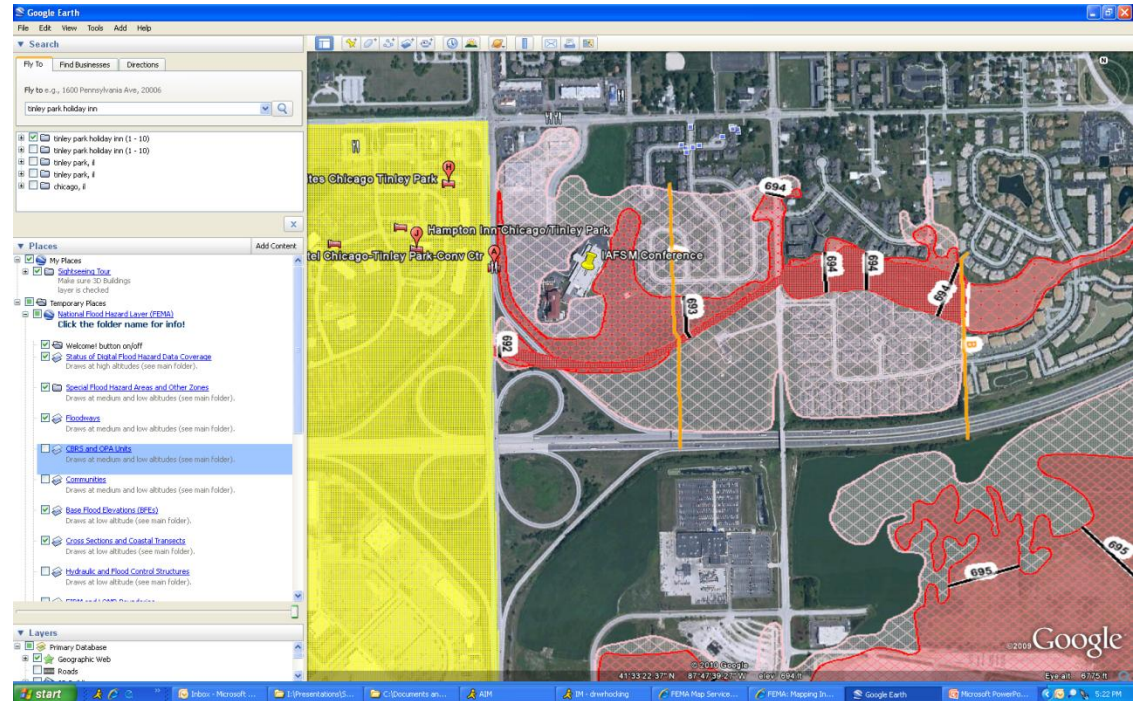 Google Earth
File Edit View Tools Add Help
Search
Fly To Find Businesses Directions
Fly to e.g., 1600 Pennsylvania Ave, 20006
tinley park holiday inn
tinley park holiday inn (1 - 10)
tinley park holiday inn (1 - 10)
tinley park, il
tinley park, il
chicago, il
Places Add Content
My Places
Sightseeing Tour
Make sure 3D Buildings
layer is checked
Temporary Places
National Flood Hazard Layer (FEMA)
Click the folder name for info!
Welcome! button on/off
Status of Digital Flood Hazard Data Coverage
Draws at high altitudes (see main folder).
Special Flood Hazard Areas and Other Zones
Draws at medium and low altitudes (see main folder).
Floodways
Draws at medium and low altitudes (see main folder).
CBRS and OPA Units
Draws at medium and low altitudes (see main folder).
Communities
Draws at medium and low altitudes (see main folder).
Base Flood Elevations (BFEs)
Draws at low altitude (see main folder).
Cross Sections and Coastal Transects
Draws at low altitudes (see main folder).
Hydraulic and Flood Control Structures
Draws at low altitude (see main folder).
Layers
Primary Database
Geographic Web
Roads
N
H
tes Chicago Tinley Park
J
Hampton Inn Chicago/Tinley Park
tel Chicago-Tinley Park-Conv Ctr
A
IAFSM Conference
694
694
694
694
693
692
B
695
695
©2009 Google
© 2010 Google
41°33'22.37" N 87°47'39.27" W elev 694 ft Eye alt 6775 ft
start Inbox - Microsoft ... I:\Presentations\S... C:\Documents an... AIM IM - drwrhocking FEMA Map Service... FEMA: Mapping In... Google Earth Microsoft PowerPo... 5:22 PM